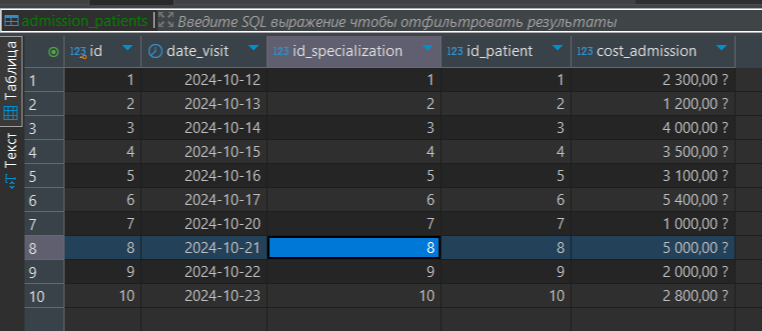 admission_patients Введите SQL выражение чтобы отфильтровать результаты
Таблица
Текст
123 id date_visit 123 id_specialization 123 id_patient 123 cost_admission
1 1 2024-10-12 1 1 2 300,00 ?
2 2 2024-10-13 2 2 1 200,00 ?
3 3 2024-10-14 3 3 4 000,00 ?
4 4 2024-10-15 4 4 3 500,00 ?
5 5 2024-10-16 5 5 3 100,00 ?
6 6 2024-10-17 6 6 5 400,00 ?
7 7 2024-10-20 7 7 1 000,00 ?
8 8 2024-10-21 8 8 5 000,00 ?
9 9 2024-10-22 9 9 2 000,00 ?
10 10 2024-10-23 10 10 2 800,00 ?